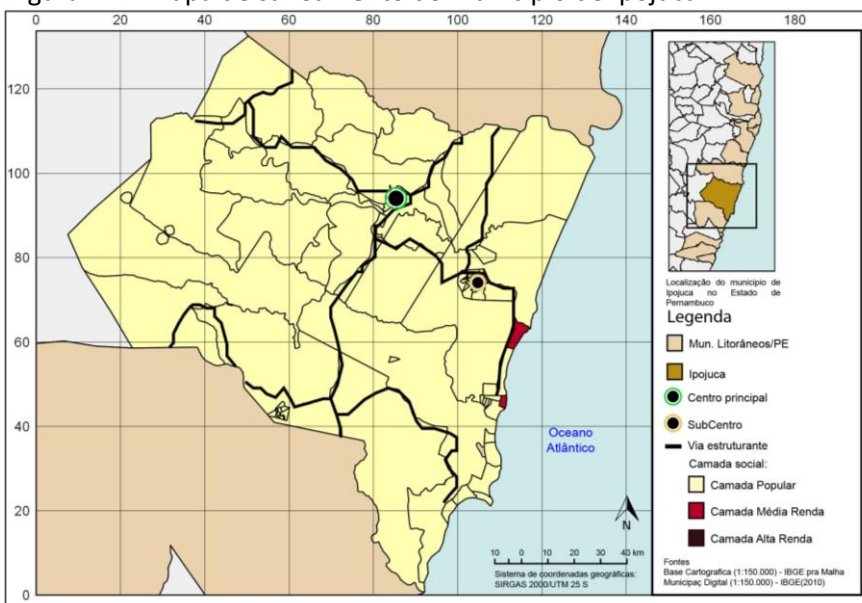 0 20 40 60 80 100 120 140 160 180
120
100
80
60
40
20
0
Oceano
Atlântico
N
10 0 10 20 30 40 km
Sistema de coordenadas geográficas:
SIRGAS 2000/UTM 25 S
Localização do município de
Ipojuca no Estado de
Pernambuco
Legenda
Mun. Litorâneos/PE
Ipojuca
Centro principal
SubCentro
Via estruturante
Camada social:
Camada Popular
Camada Média Renda
Camada Alta Renda
Fontes
Base Cartografica (1:150.000) - IBGE pra Malha
Municipaç Digital (1:150.000) - IBGE(2010)